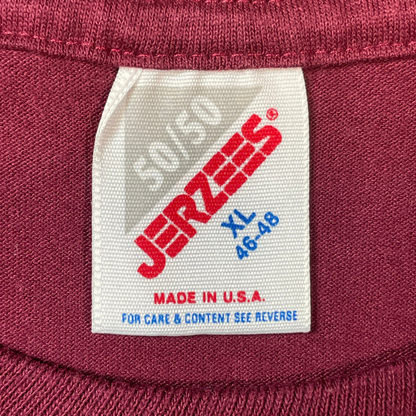 50/50
JERZEES®
XL
46-48
MADE IN U.S.A.
FOR CARE & CONTENT SEE REVERSE